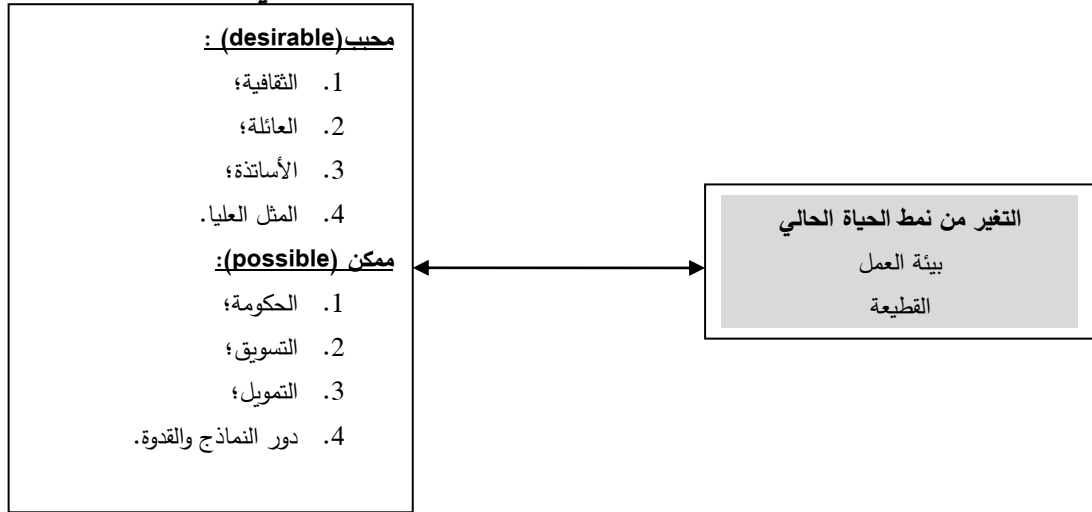 محبب(desirable) :
1. الثقافية؛
2. العائلة؛
3. الأساتذة؛
4. المثل العليا.
ممكن (possible):
1. الحكومة؛
2. التسويق؛
3. التمويل؛
4. دور النماذج والقدوة.
التغير من نمط الحياة الحالي
بيئة العمل
القطيعة